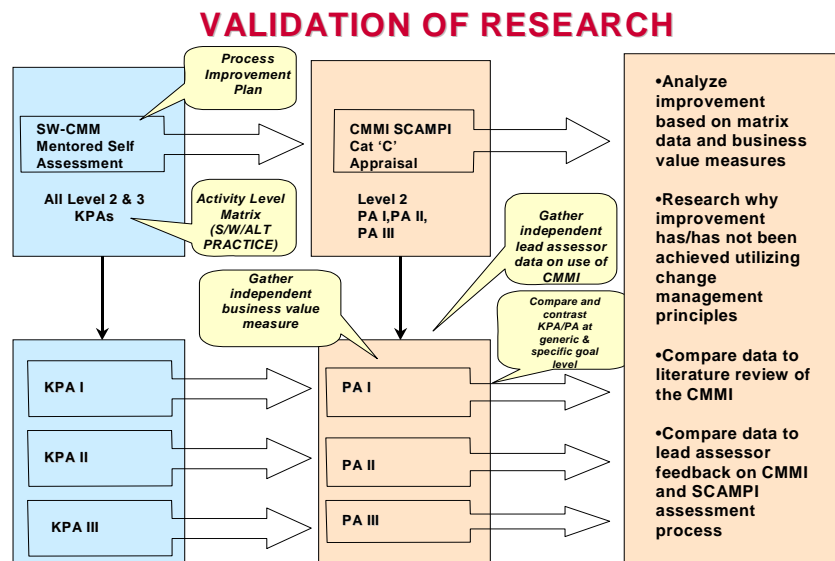 VALIDATION OF RESEARCH
Process
Improvement
Plan
SW-CMM
Mentored Self
Assessment
All Level 2 & 3
KPAs
Activity Level
Matrix
(S/W/ALT
PRACTICE)
CMMI SCAMPI
Cat ‘C’
Appraisal
Level 2
PA I,PA II,
PA III
Gather
independent
lead assessor
data on use of
CMMI
Gather
independent
business value
measure
Compare and
contrast
KPA/PA at
generic &
specific goal
level
KPA I
KPA II
KPA III
PA I
PA II
PA III
•Analyze
improvement
based on matrix
data and business
value measures
•Research why
improvement
has/has not been
achieved utilizing
change
management
principles
•Compare data to
literature review of
the CMMI
•Compare data to
lead assessor
feedback on CMMI
and SCAMPI
assessment
process